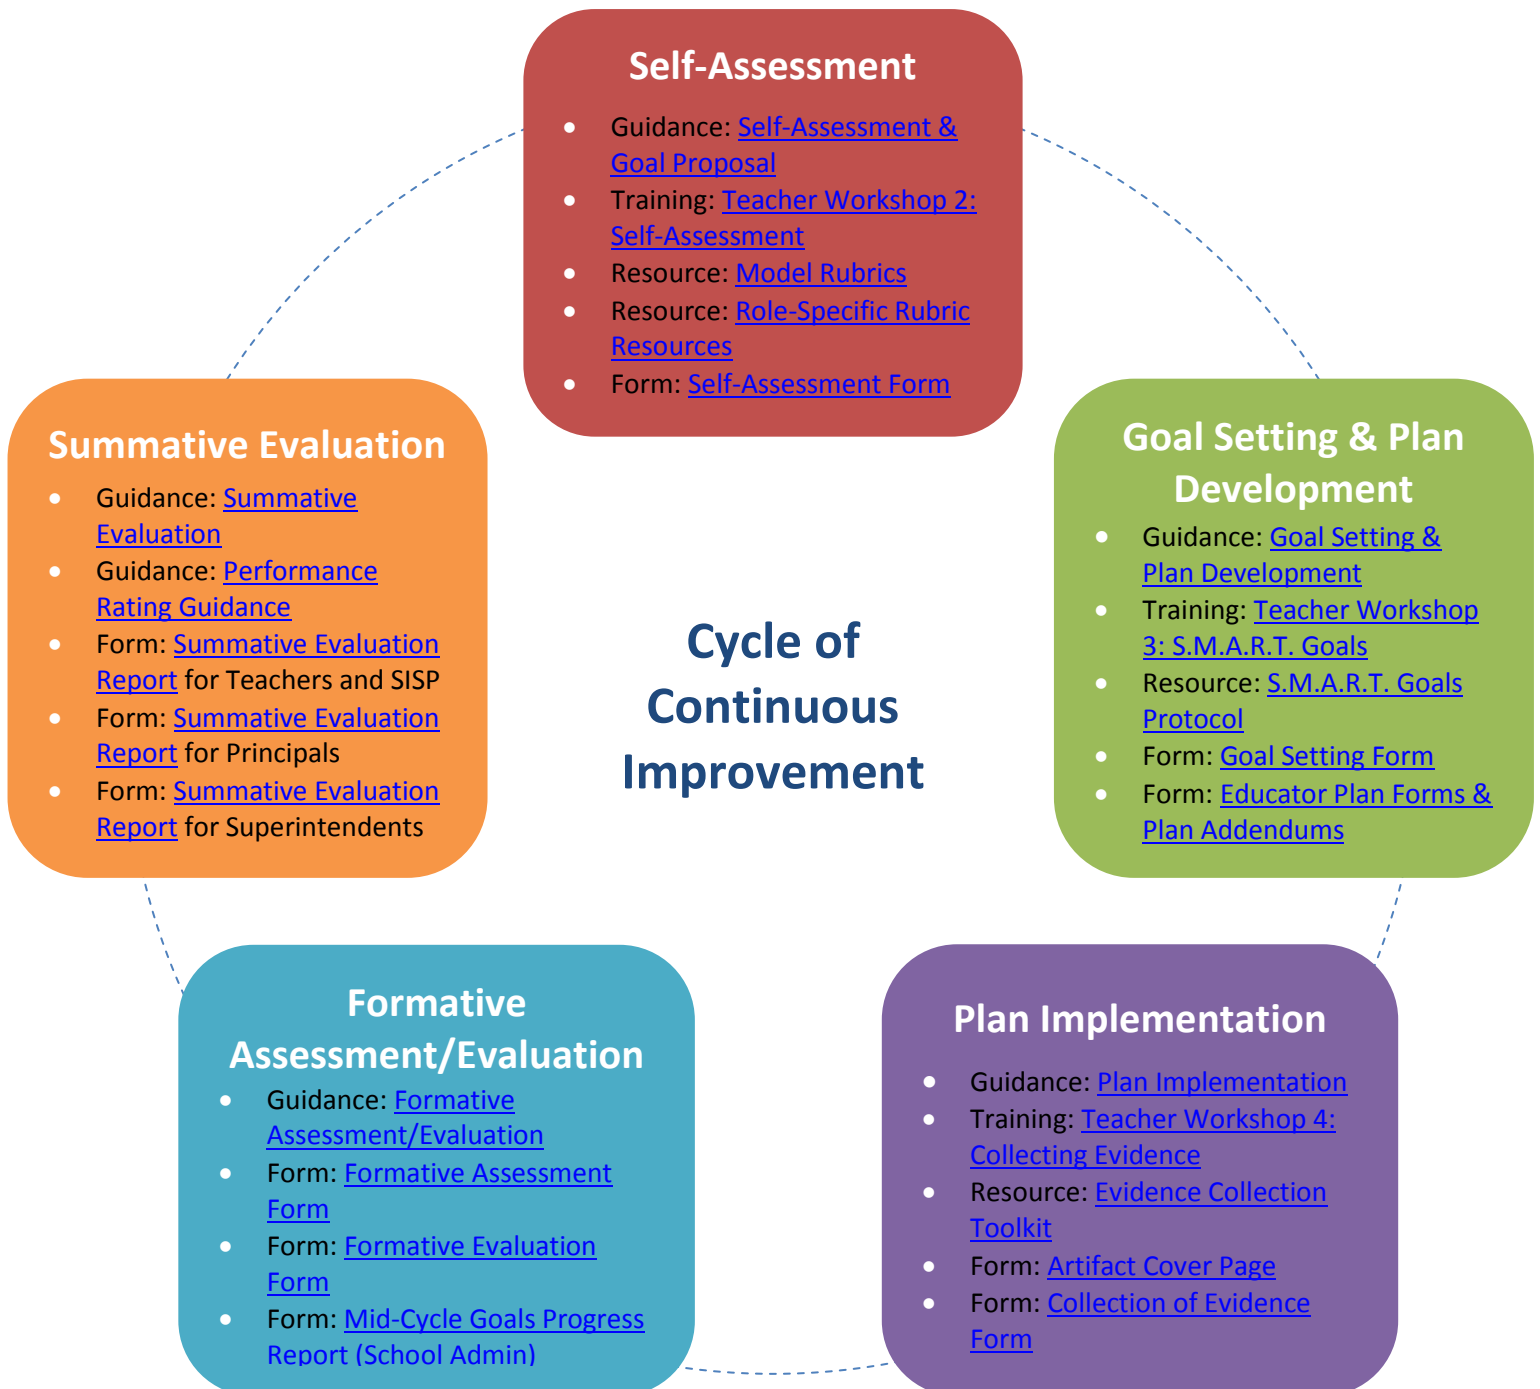 Self-Assessment
• Guidance: Self-Assessment &
Goal Proposal
• Training: Teacher Workshop 2:
Self-Assessment
• Resource: Model Rubrics
• Resource: Role-Specific Rubric
Resources
• Form: Self-Assessment Form
Goal Setting & Plan
Development
• Guidance: Goal Setting &
Plan Development
• Training: Teacher Workshop
3: S.M.A.R.T. Goals
• Resource: S.M.A.R.T. Goals
Protocol
• Form: Goal Setting Form
• Form: Educator Plan Forms &
Plan Addendums
Plan Implementation
• Guidance: Plan Implementation
• Training: Teacher Workshop 4:
Collecting Evidence
• Resource: Evidence Collection
Toolkit
• Form: Artifact Cover Page
• Form: Collection of Evidence
Form
Formative
Assessment/Evaluation
• Guidance: Formative
Assessment/Evaluation
• Form: Formative Assessment
Form
• Form: Formative Evaluation
Form
• Form: Mid-Cycle Goals Progress
Report (School Admin)
Summative Evaluation
• Guidance: Summative
Evaluation
• Guidance: Performance
Rating Guidance
• Form: Summative Evaluation
Report for Teachers and SISP
• Form: Summative Evaluation
Report for Principals
• Form: Summative Evaluation
Report for Superintendents
Cycle of
Continuous
Improvement